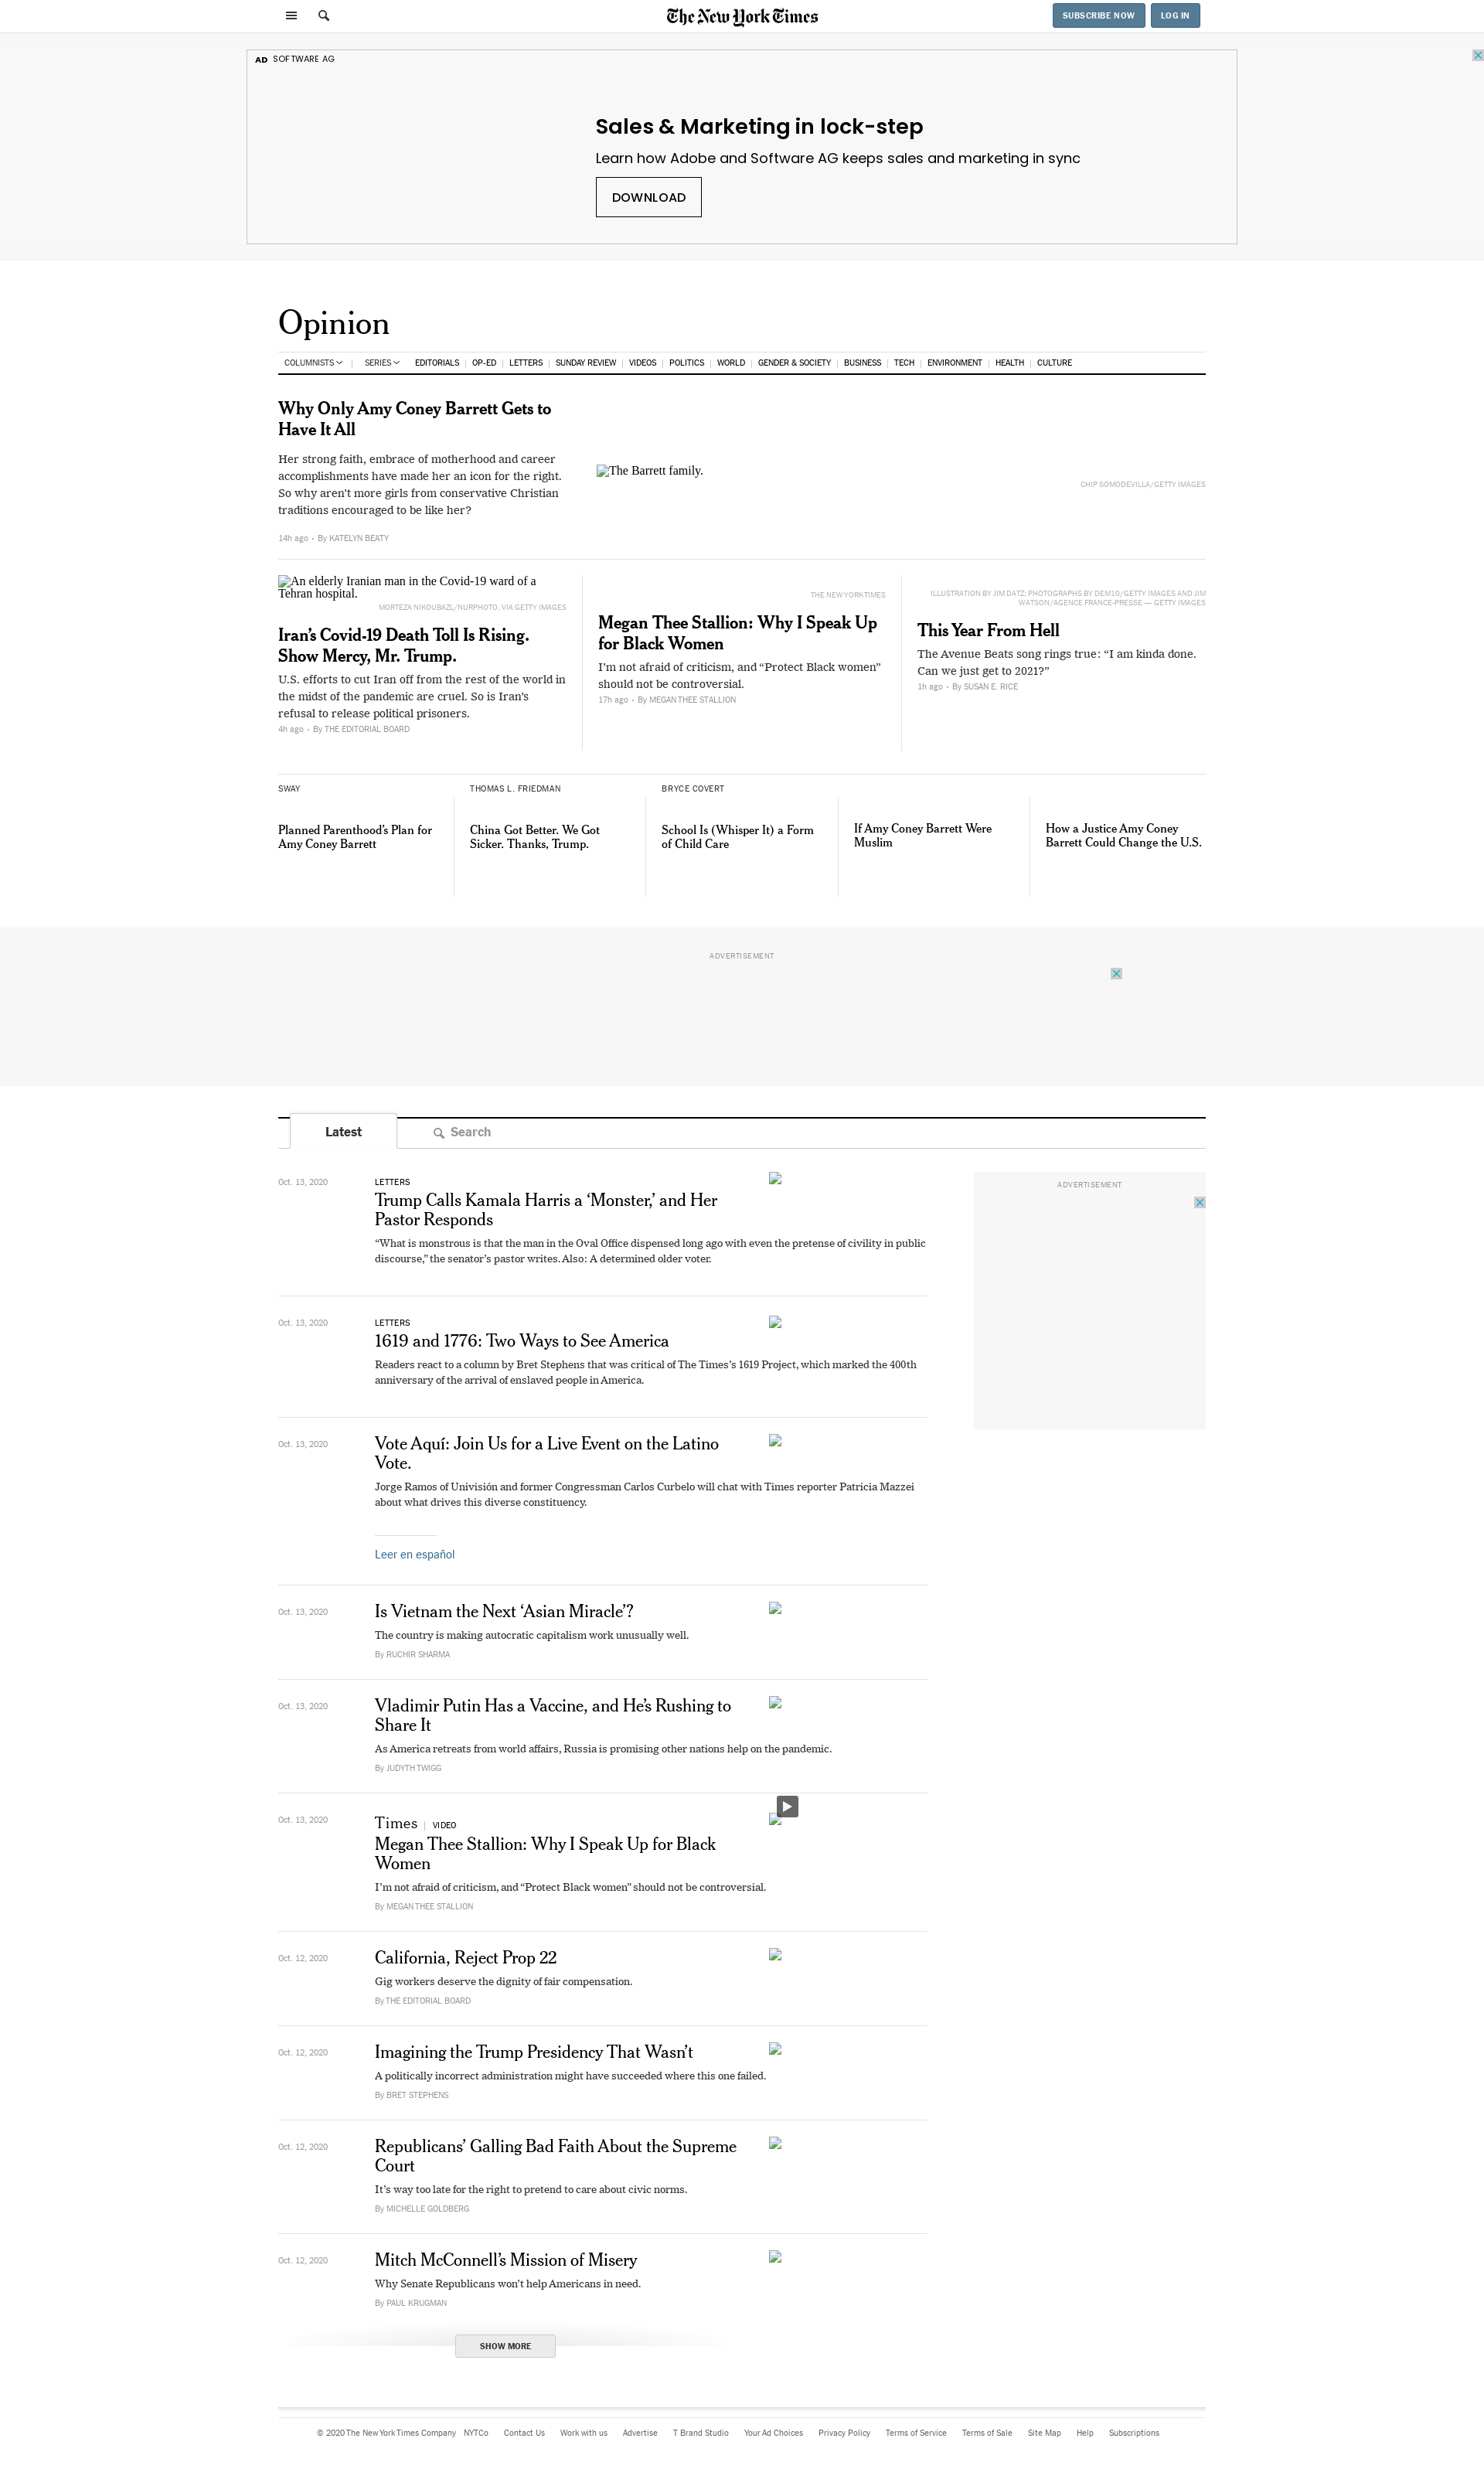 The New York Times
SUBSCRIBE NOW
LOG IN
AD SOFTWARE AG
Sales & Marketing in lock-step
Learn how Adobe and Software AG keeps sales and marketing in sync
DOWNLOAD
Opinion
COLUMNISTS
SERIES
EDITORIALS
OP-ED
LETTERS
SUNDAY REVIEW
VIDEOS
POLITICS
WORLD
GENDER & SOCIETY
BUSINESS
TECH
ENVIRONMENT
HEALTH
CULTURE
Why Only Amy Coney Barrett Gets to
Have It All
Her strong faith, embrace of motherhood and career
accomplishments have made her an icon for the right.
So why aren’t more girls from conservative Christian
traditions encouraged to be like her?
14h ago • By KATELYN BEATY
The Barrett family.
CHIP SOMODEVILLA/GETTY IMAGES
An elderly Iranian man in the Covid-19 ward of a
Tehran hospital.
MORTEZA NIKOUBAZL/NURPHOTO, VIA GETTY IMAGES
Iran’s Covid-19 Death Toll Is Rising.
Show Mercy, Mr. Trump.
U.S. efforts to cut Iran off from the rest of the world in
the midst of the pandemic are cruel. So is Iran’s
refusal to release political prisoners.
4h ago • By THE EDITORIAL BOARD
THE NEW YORK TIMES
Megan Thee Stallion: Why I Speak Up
for Black Women
I’m not afraid of criticism, and “Protect Black women”
should not be controversial.
17h ago • By MEGAN THEE STALLION
ILLUSTRATION BY JIM DATZ; PHOTOGRAPHS BY DEM10/GETTY IMAGES AND JIM
WATSON/AGENCE FRANCE-PRESSE — GETTY IMAGES
This Year From Hell
The Avenue Beats song rings true: “I am kinda done.
Can we just get to 2021?”
1h ago • By SUSAN E. RICE
SWAY
Planned Parenthood’s Plan for
Amy Coney Barrett
THOMAS L. FRIEDMAN
China Got Better. We Got
Sicker. Thanks, Trump.
BRYCE COVERT
School Is (Whisper It) a Form
of Child Care
If Amy Coney Barrett Were
Muslim
How a Justice Amy Coney
Barrett Could Change the U.S.
ADVERTISEMENT
Latest
Search
ADVERTISEMENT
Oct. 13, 2020
LETTERS
Trump Calls Kamala Harris a ‘Monster,’ and Her
Pastor Responds
“What is monstrous is that the man in the Oval Office dispensed long ago with even the pretense of civility in public
discourse,” the senator’s pastor writes. Also: A determined older voter.
Oct. 13, 2020
LETTERS
1619 and 1776: Two Ways to See America
Readers react to a column by Bret Stephens that was critical of The Times’s 1619 Project, which marked the 400th
anniversary of the arrival of enslaved people in America.
Oct. 13, 2020
Vote Aquí: Join Us for a Live Event on the Latino
Vote.
Jorge Ramos of Univisión and former Congressman Carlos Curbelo will chat with Times reporter Patricia Mazzei
about what drives this diverse constituency.
Leer en español
Oct. 13, 2020
Is Vietnam the Next ‘Asian Miracle’?
The country is making autocratic capitalism work unusually well.
By RUCHIR SHARMA
Oct. 13, 2020
Vladimir Putin Has a Vaccine, and He’s Rushing to
Share It
As America retreats from world affairs, Russia is promising other nations help on the pandemic.
By JUDYTH TWIGG
Oct. 13, 2020
Times | VIDEO
Megan Thee Stallion: Why I Speak Up for Black
Women
I’m not afraid of criticism, and “Protect Black women” should not be controversial.
By MEGAN THEE STALLION
Oct. 12, 2020
California, Reject Prop 22
Gig workers deserve the dignity of fair compensation.
By THE EDITORIAL BOARD
Oct. 12, 2020
Imagining the Trump Presidency That Wasn’t
A politically incorrect administration might have succeeded where this one failed.
By BRET STEPHENS
Oct. 12, 2020
Republicans’ Galling Bad Faith About the Supreme
Court
It’s way too late for the right to pretend to care about civic norms.
By MICHELLE GOLDBERG
Oct. 12, 2020
Mitch McConnell’s Mission of Misery
Why Senate Republicans won’t help Americans in need.
By PAUL KRUGMAN
SHOW MORE
© 2020 The New York Times Company
NYTCo
Contact Us
Work with us
Advertise
T Brand Studio
Your Ad Choices
Privacy Policy
Terms of Service
Terms of Sale
Site Map
Help
Subscriptions